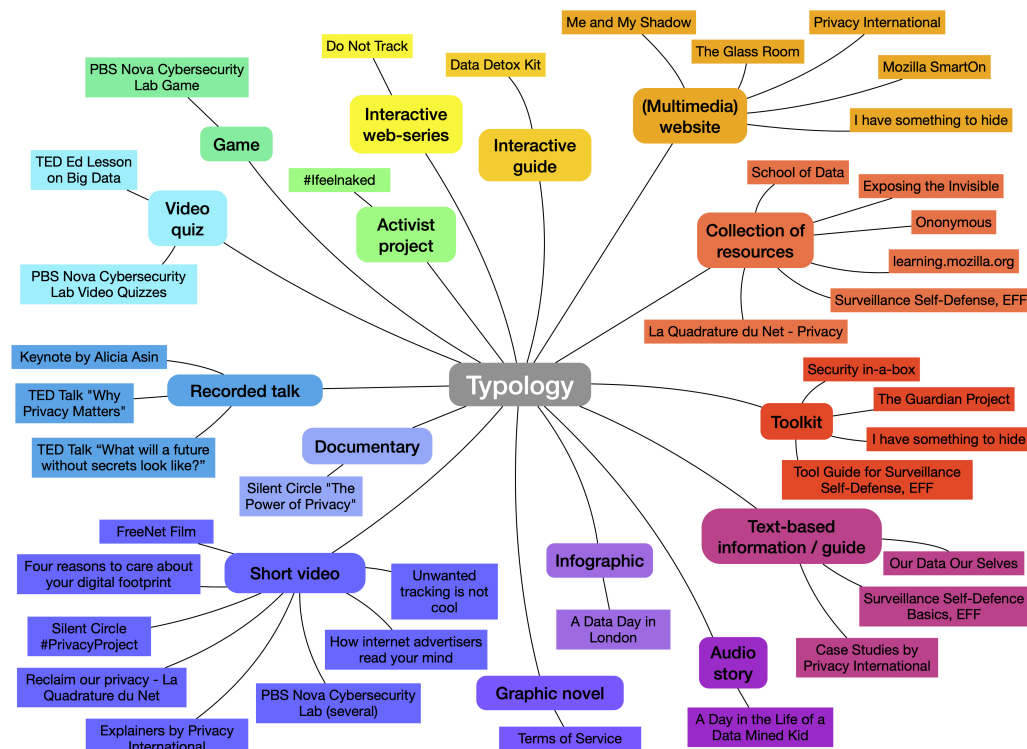 Me and My Shadow
Privacy International
The Glass Room
Mozilla SmartOn
I have something to hide
(Multimedia)
website
Do Not Track
Interactive
web-series
Data Detox Kit
Interactive
guide
PBS Nova Cybersecurity
Lab Game
Game
TED Ed Lesson
on Big Data
Video
quiz
PBS Nova Cybersecurity
Lab Video Quizzes
#Ifeelnaked
Activist
project
School of Data
Exposing the Invisible
Ononymous
Collection of
resources
learning.mozilla.org
Surveillance Self-Defense, EFF
La Quadrature du Net - Privacy
Typology
Keynote by Alicia Asin
Recorded talk
TED Talk "Why
Privacy Matters"
TED Talk “What will a future
without secrets look like?”
Documentary
Silent Circle "The
Power of Privacy"
Security in-a-box
The Guardian Project
Toolkit
I have something to hide
Tool Guide for Surveillance
Self-Defense, EFF
Text-based
information / guide
Our Data Our Selves
Surveillance Self-Defence
Basics, EFF
Case Studies by
Privacy International
FreeNet Film
Four reasons to care about
your digital footprint
Short video
Unwanted
tracking is not
cool
Silent Circle
#PrivacyProject
How internet advertisers
read your mind
Reclaim our privacy - La
Quadrature du Net
PBS Nova Cybersecurity
Lab (several)
Explainers by Privacy
International
Infographic
A Data Day in
London
Graphic novel
Terms of Service
Audio
story
A Day in the Life of a
Data Mined Kid